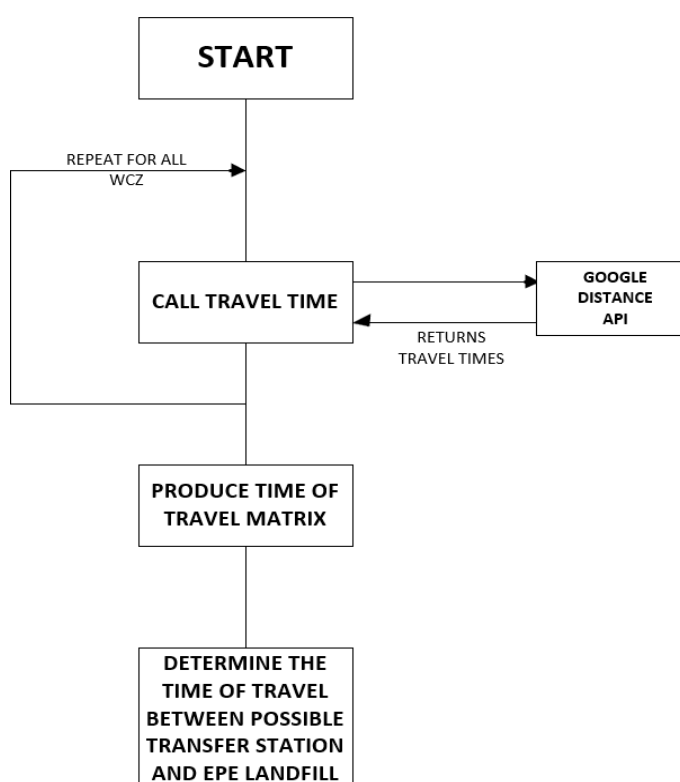 START
REPEAT FOR ALL
WCZ
CALL TRAVEL TIME
GOOGLE
DISTANCE
API
RETURNS
TRAVEL TIMES
PRODUCE TIME OF
TRAVEL MATRIX
DETERMINE THE
TIME OF TRAVEL
BETWEEN POSSIBLE
TRANSFER STATION
AND EPE LANDFILL